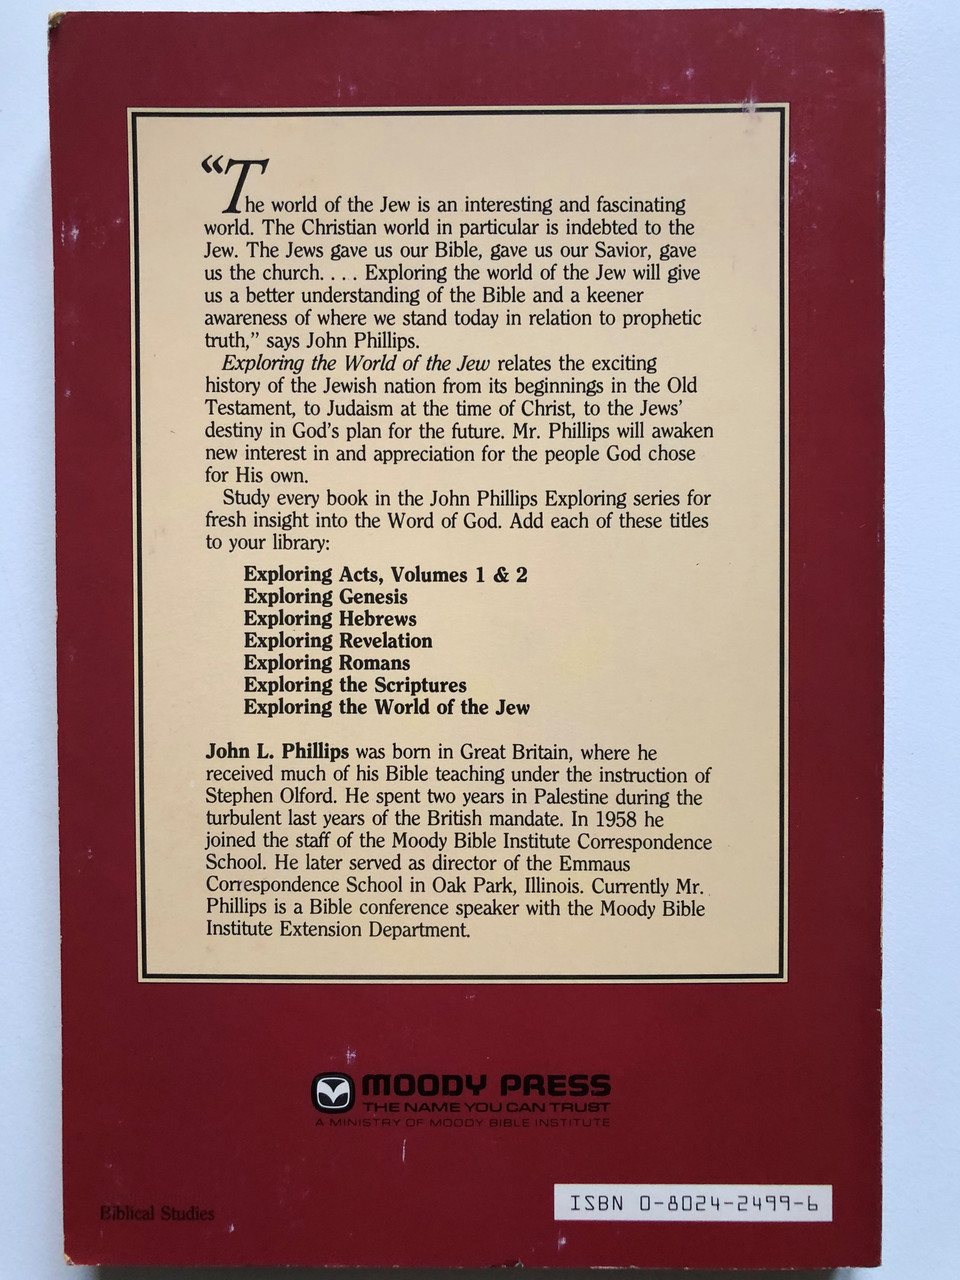 “The world of the Jew is an interesting and fascinating
world. The Christian world in particular is indebted to the
Jew. The Jews gave us our Bible, gave us our Savior, gave
us the church. . . . Exploring the world of the Jew will give
us a better understanding of the Bible and a keener
awareness of where we stand today in relation to prophetic
truth,” says John Phillips.
Exploring the World of the Jew relates the exciting
history of the Jewish nation from its beginnings in the Old
Testament, to Judaism at the time of Christ, to the Jews’
destiny in God’s plan for the future. Mr. Phillips will awaken
new interest in and appreciation for the people God chose
for His own.
Study every book in the John Phillips Exploring series for
fresh insight into the Word of God. Add each of these titles
to your library:
Exploring Acts, Volumes 1 & 2
Exploring Genesis
Exploring Hebrews
Exploring Revelation
Exploring Romans
Exploring the Scriptures
Exploring the World of the Jew
John L. Phillips was born in Great Britain, where he
received much of his Bible teaching under the instruction of
Stephen Olford. He spent two years in Palestine during the
turbulent last years of the British mandate. In 1958 he
joined the staff of the Moody Bible Institute Correspondence
School. He later served as director of the Emmaus
Correspondence School in Oak Park, Illinois. Currently Mr.
Phillips is a Bible conference speaker with the Moody Bible
Institute Extension Department.
MOODY PRESS
THE NAME YOU CAN TRUST
A MINISTRY OF MOODY BIBLE INSTITUTE
Biblical Studies
ISBN 0-8024-2499-6